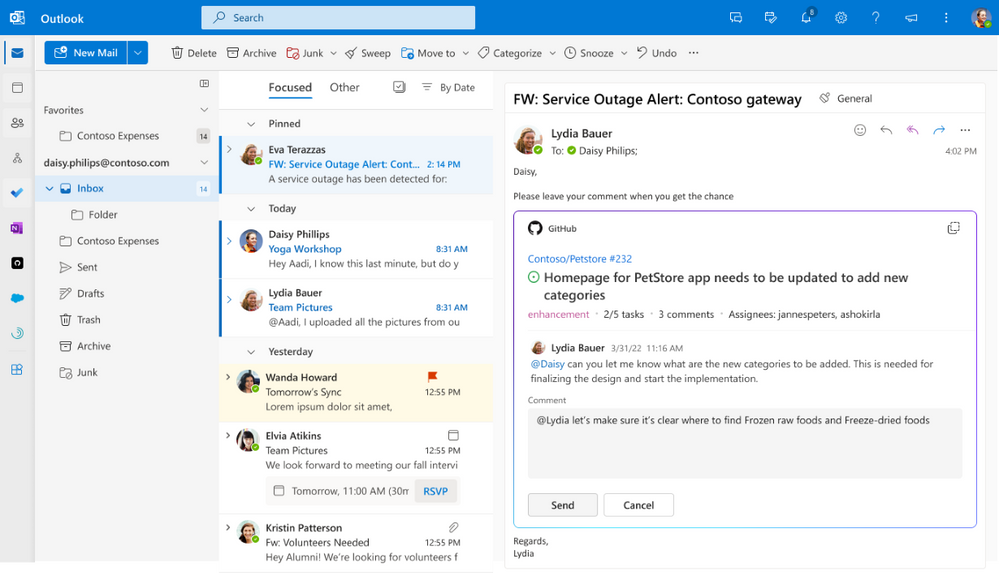 Outlook
Search
8
New Mail
Delete
Archive
Junk
Sweep
Move to
Categorize
Snooze
Undo
Favorites
Contoso Expenses 14
daisy.philips@contoso.com
Inbox 14
Folder
Contoso Expenses
Sent
Drafts
Trash
Archive
Junk
Focused Other By Date
Pinned
Eva Terazzas
FW: Service Outage Alert: Cont... 2:14 PM
A service outage has been detected for:
Today
Daisy Phillips
Yoga Workshop 8:31 AM
Hey Aadi, I know this last minute, but do y
Lydia Bauer
Team Pictures 8:31 AM
@Aadi, I uploaded all the pictures from ou
Yesterday
Wanda Howard
Tomorrow's Sync 12:55 PM
Lorem ipsum dolor sit amet,
Elvia Atikins
Team Pictures 12:55 PM
We look forward to meeting our fall intervi
Tomorrow, 11:00 AM (30m RSVP
Kristin Patterson
Fw: Volunteers Needed 12:55 PM
Hey Alumni! We're looking for volunteers f
FW: Service Outage Alert: Contoso gateway General
Lydia Bauer
To: Daisy Philips;
4:02 PM
Daisy,
Please leave your comment when you get the chance
GitHub
Contoso/Petstore #232
Homepage for PetStore app needs to be updated to add new
categories
enhancement · 2/5 tasks · 3 comments · Assignees: jannespeters, ashokirla
Lydia Bauer 3/31/22 11:16 AM
@Daisy can you let me know what are the new categories to be added. This is needed for
finalizing the design and start the implementation.
Comment
@Lydia let's make sure it's clear where to find Frozen raw foods and Freeze-dried foods
Send Cancel
Regards,
Lydia